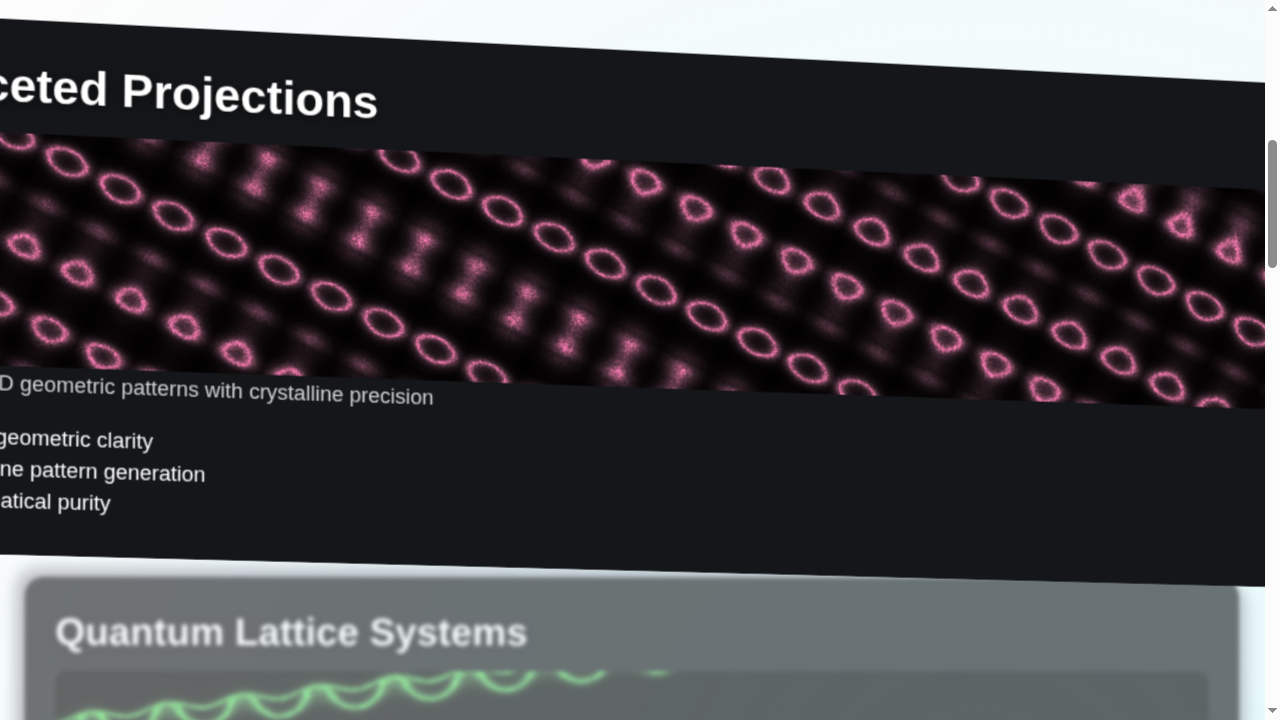 ceted Projections
D geometric patterns with crystalline precision
geometric clarity
ne pattern generation
atical purity
Quantum Lattice Systems